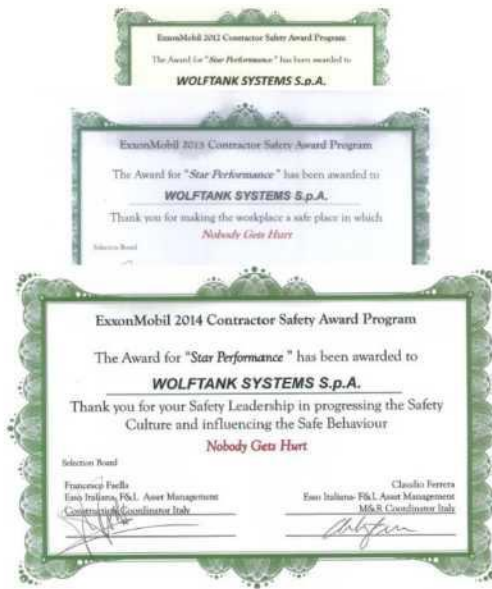 ExxonMobil 2012 Contractor Safety Award Program
The Award for "Star Performance" has been awarded to
WOLFTANK SYSTEMS S.p.A.
ExxonMobil 2013 Contractor Safety Award Program
The Award for "Star Performance" has been awarded to
WOLFTANK SYSTEMS S.p.A.
Thank you for making the workplace a safe place in which
Nobody Gets Hurt
Selection Board
ExxonMobil 2014 Contractor Safety Award Program
The Award for "Star Performance" has been awarded to
WOLFTANK SYSTEMS S.p.A.
Thank you for your Safety Leadership in progressing the Safety
Culture and influencing the Safe Behaviour
Nobody Gets Hurt
Selection Board
Francesco Faella
Esso Italiana- F&L Asset Management
Construction Coordinator Italy
Claudio Ferrera
Esso Italiana- F&L Asset Management
M&R Coordinator Italy